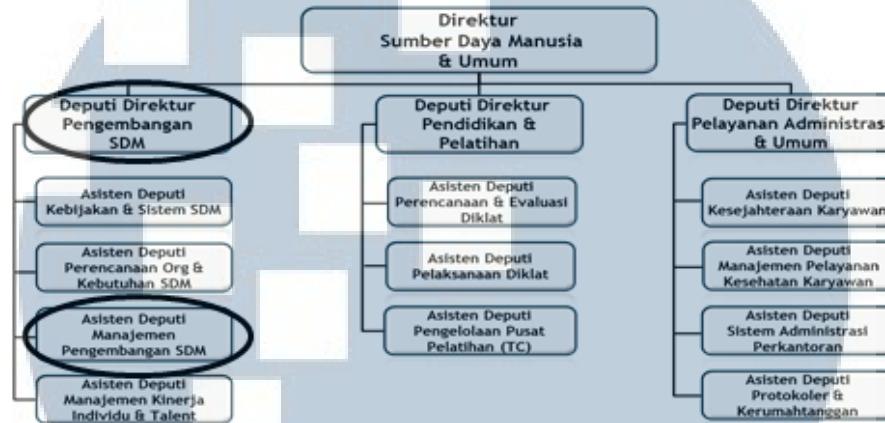 Direktur
Sumber Daya Manusia
& Umum
Deputi Direktur
Pengembangan
SDM
Asisten Deputi
Kebijakan & Sistem SDM
Asisten Deputi
Perencanaan Org &
Kebutuhan SDM
Asisten Deputi
Manajemen
Pengembangan SDM
Asisten Deputi
Manajemen Kinerja
Individu & Talent
Deputi Direktur
Pendidikan &
Pelatihan
Asisten Deputi
Perencanaan & Evaluasi
Diklat
Asisten Deputi
Pelaksanaan Diklat
Asisten Deputi
Pengelolaan Pusat
Pelatihan (TC)
Deputi Direktur
Pelayanan Administras
& Umum
Asisten Deputi
Kesejahteraan Karyawan
Asisten Deputi
Manajemen Pelayanan
Kesehatan Karyawan
Asisten Deputi
Sistem Administrasi
Perkantoran
Asisten Deputi
Protokoler &
Kerumahtanggan